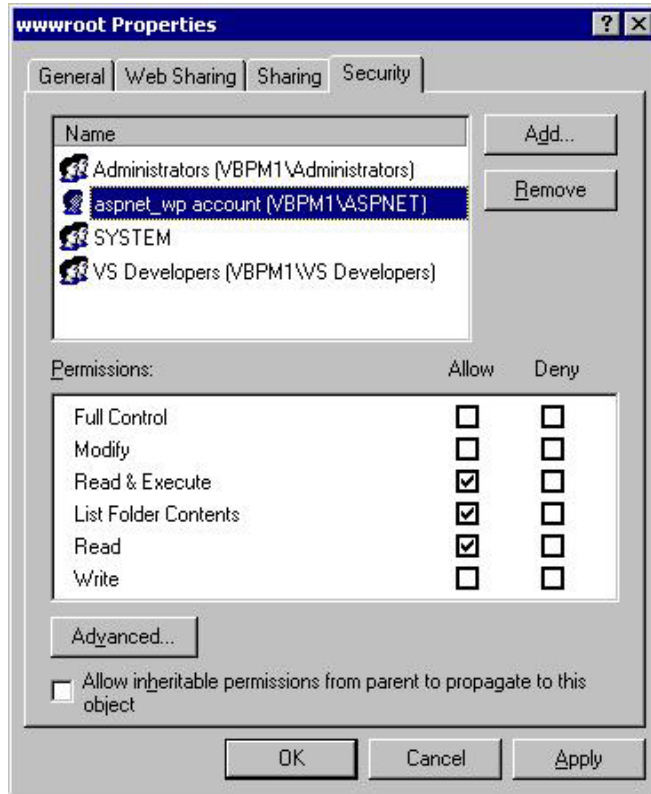 wwwroot Properties
General Web Sharing Sharing Security
Name
Add...
Administrators (VBPM1\Administrators)
aspnet_wp account (VBPM1\ASPNET)
Remove
SYSTEM
VS Developers (VBPM1\VS Developers)
Permissions: Allow Deny
Full Control
Modify
Read & Execute
List Folder Contents
Read
Write
Advanced...
Allow inheritable permissions from parent to propagate to this
object
OK Cancel Apply